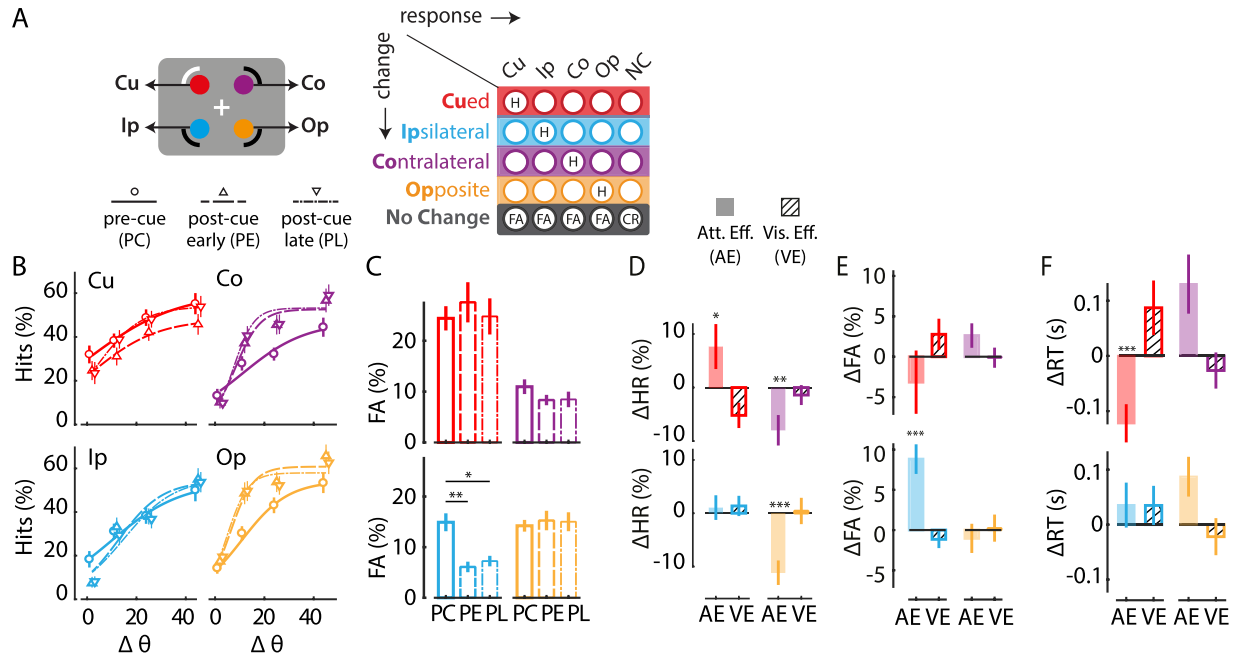 A
response
change
Cu
Co
Ip
Op
Cu Ip Co Op NC
Cued
H
Ipsilateral
H
Contralateral
H
Opposite
H
No Change
FA FA FA FA CR
pre-cue
(PC)
post-cue
early (PE)
post-cue
late (PL)
Att. Eff.
(AE)
Vis. Eff.
(VE)
B
Cu
Co
Hits (%)
60
40
20
0
Ip
Op
Hits (%)
60
40
20
0
0 20 40
0 20 40
Δ θ
Δ θ
C
FA (%)
20
0
FA (%)
20
10
0
*
**
PC PE PL
PC PE PL
D
ΔHR (%)
10
0
-10
*
**
ΔHR (%)
10
0
-10
***
AE VE
AE VE
E
ΔFA (%)
10
5
0
-5
ΔFA (%)
10
5
0
-5
***
AE VE
AE VE
F
ΔRT (s)
0.1
0
-0.1
***
ΔRT (s)
0.1
0
-0.1
AE VE
AE VE